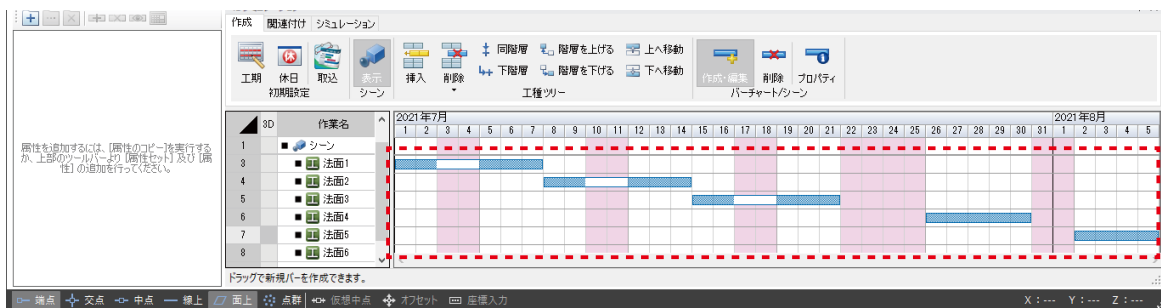 作成 関連付け シミュレーション
工期 休日 取込 表示 挿入 削除 同階層 階層を上げる 上へ移動 下階層 階層を下げる 下へ移動 作成・編集 削除 プロパティ
初期設定 シーン 工種ツリー バーチャート/シーン
属性を追加するには、[属性のコピー]を実行する
か、上部のツールバーより [属性セット] 及び [属
性] の追加を行ってください。
3D 作業名 2021年7月 2021年8月
1 2 3 4 5 6 7 8 9 10 11 12 13 14 15 16 17 18 19 20 21 22 23 24 25 26 27 28 29 30 31 1 2 3 4 5
1 シーン
3 法面1
4 法面2
5 法面3
6 法面4
7 法面5
8 法面6
ドラッグで新規バーを作成できます。
端点 交点 中点 線上 面上 点群 仮想中点 オフセット 座標入力 X : --- Y : --- Z : ---